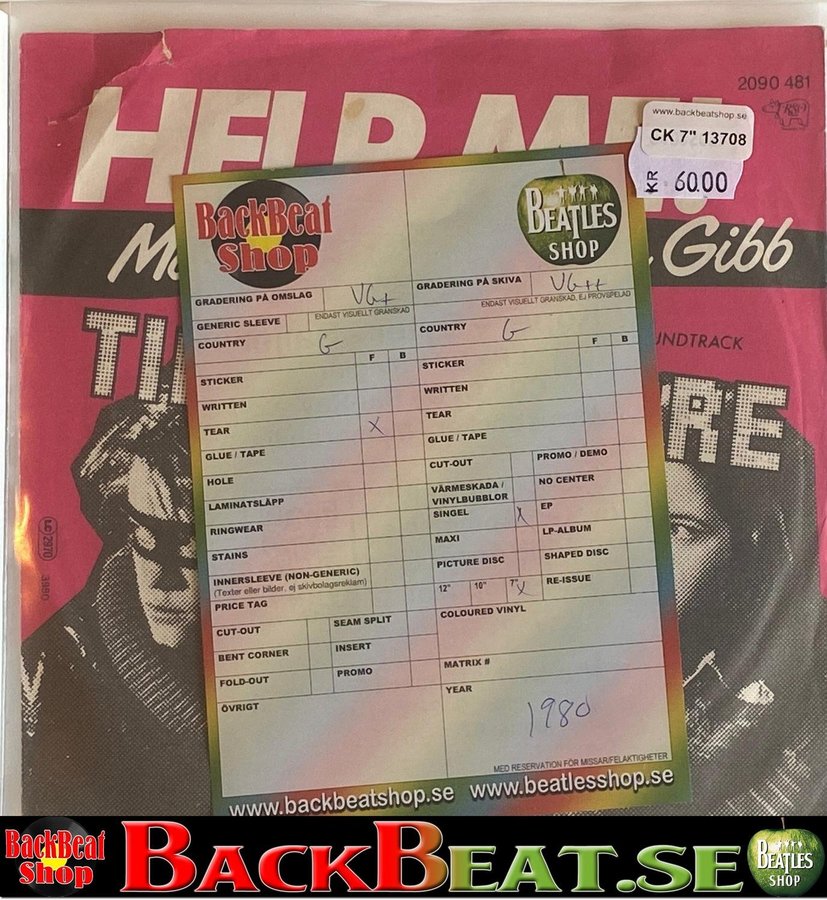 2090 481
HELP ME!
RSO
www.backbeatshop.se
CK 7" 13708
KR 60.00
Gibb
UNDTRACK
TI
RE
LC 2970
3990
BackBeat
Shop
BEATLES
SHOP
GRADERING PÅ OMSLAG VG+
ENDAST VISUELLT GRANSKAD
GENERIC SLEEVE
COUNTRY G
F B
STICKER
WRITTEN
TEAR X
GLUE / TAPE
HOLE
LAMINATSLÄPP
RINGWEAR
STAINS
INNERSLEEVE (NON-GENERIC)
(Texter eller bilder, ej skivbolagsreklam)
PRICE TAG
CUT-OUT SEAM SPLIT
BENT CORNER INSERT
FOLD-OUT PROMO
ÖVRIGT
GRADERING PÅ SKIVA VG++
ENDAST VISUELLT GRANSKAD, EJ PROVSPELAD
COUNTRY G
F B
STICKER
WRITTEN
TEAR
GLUE / TAPE
CUT-OUT PROMO / DEMO
VÄRMESKADA /
VINYLBUBBLOR NO CENTER
SINGEL X EP
MAXI LP-ALBUM
PICTURE DISC SHAPED DISC
12" 10" 7" X RE-ISSUE
COLOURED VINYL
MATRIX #
YEAR
1980
MED RESERVATION FÖR MISSAR/FELAKTIGHETER
www.backbeatshop.se www.beatlesshop.se
BackBeat
Shop
BACKBEAT.SE
BEATLES
SHOP